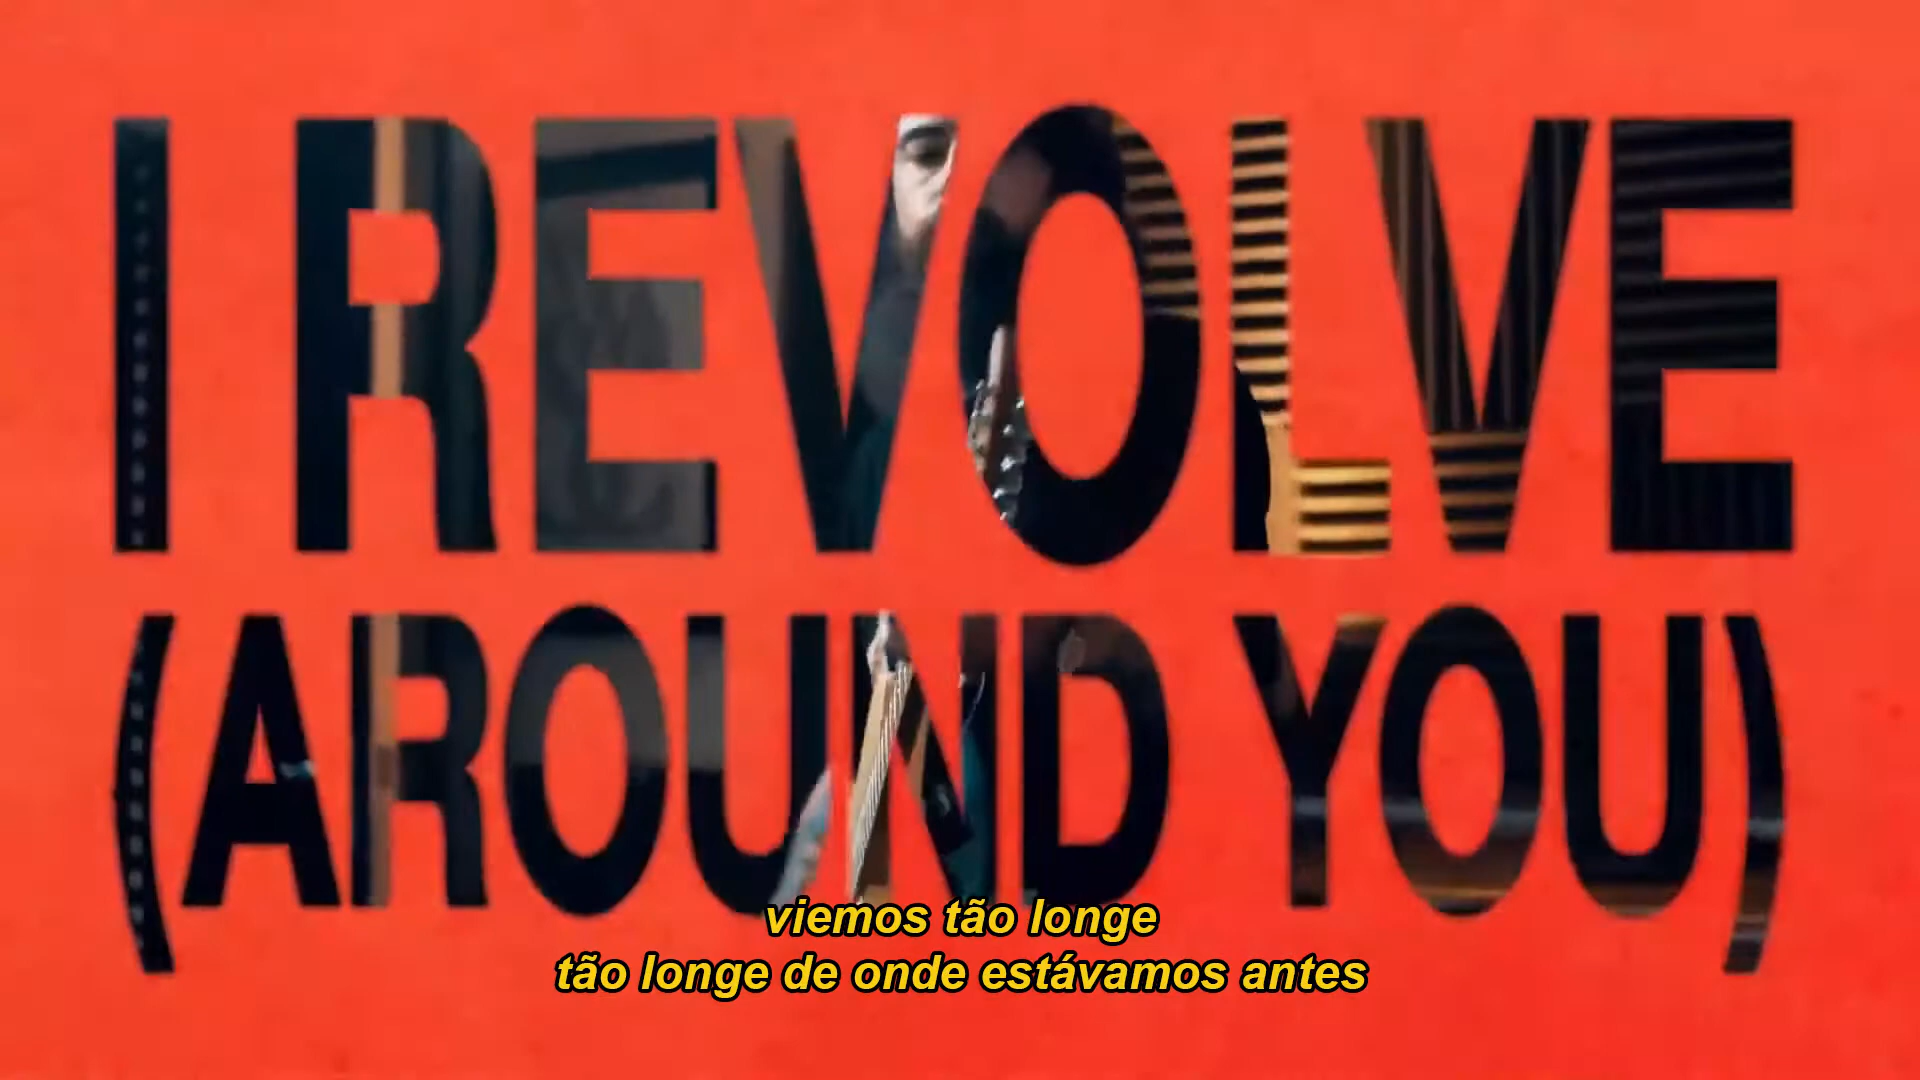 I REVOLVE
(AROUND YOU)
viemos tão longe
tão longe de onde estávamos antes